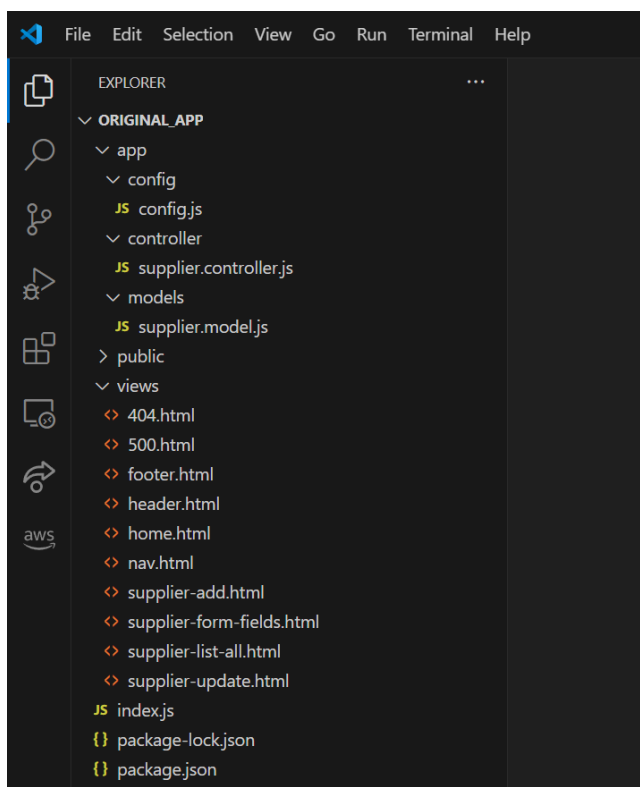 File Edit Selection View Go Run Terminal Help
EXPLORER ...
ORIGINAL_APP
app
config
JS config.js
controller
JS supplier.controller.js
models
JS supplier.model.js
public
views
<> 404.html
<> 500.html
<> footer.html
<> header.html
<> home.html
<> nav.html
<> supplier-add.html
<> supplier-form-fields.html
<> supplier-list-all.html
<> supplier-update.html
JS index.js
{} package-lock.json
{} package.json
aws